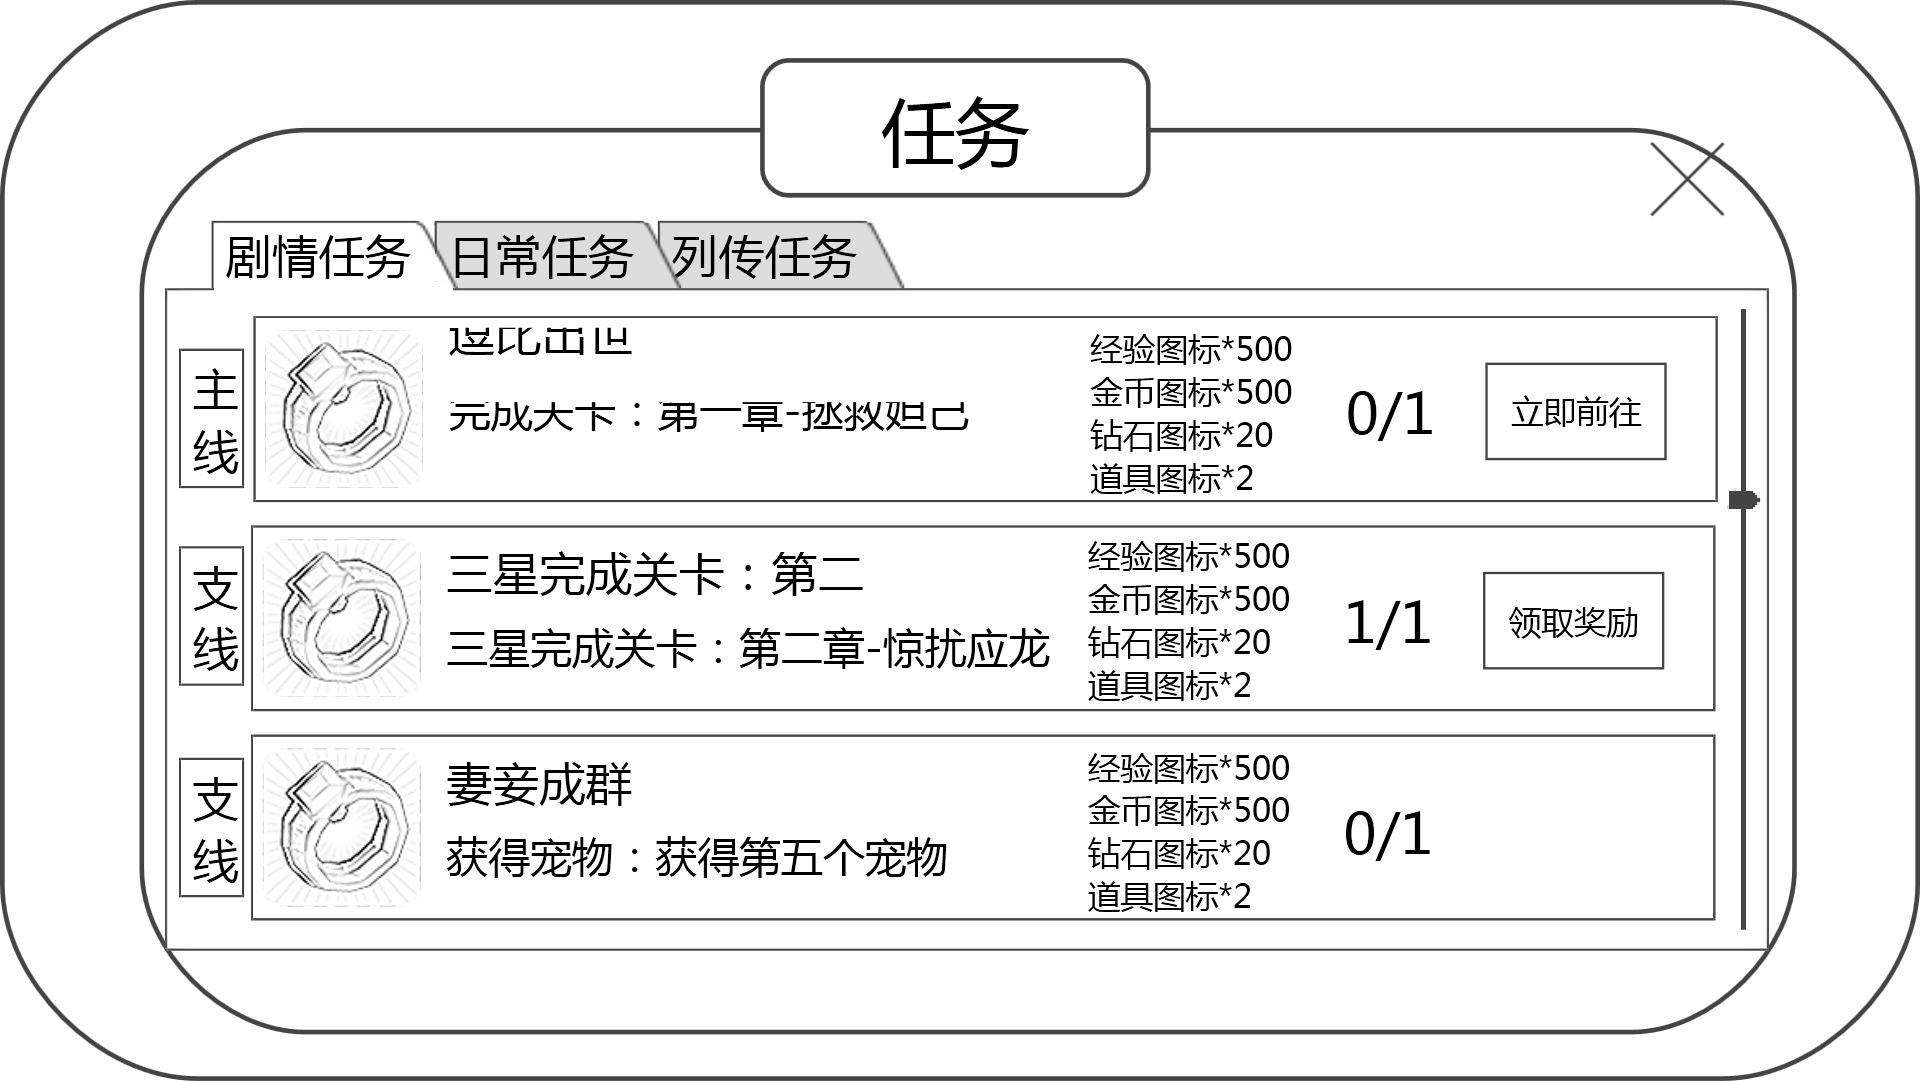 任务
剧情任务
日常任务
列传任务
主线
逗比出世
完成关卡：第一章-拯救妲己
经验图标*500
金币图标*500
钻石图标*20
道具图标*2
0/1
立即前往
支线
三星完成关卡：第二
三星完成关卡：第二章-惊扰应龙
经验图标*500
金币图标*500
钻石图标*20
道具图标*2
1/1
领取奖励
支线
妻妾成群
获得宠物：获得第五个宠物
经验图标*500
金币图标*500
钻石图标*20
道具图标*2
0/1